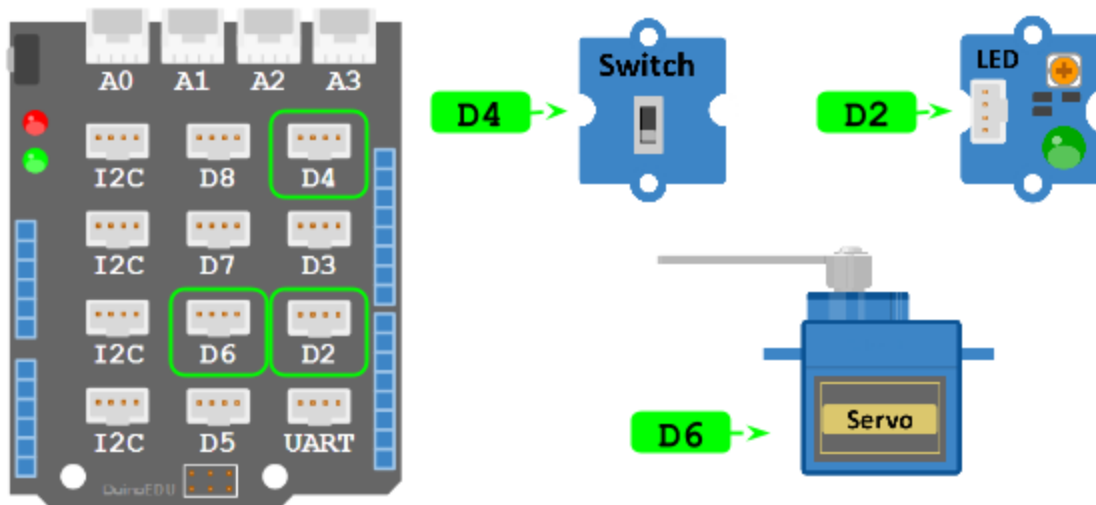 A0 A1 A2 A3
I2C D8 D4
I2C D7 D3
I2C D6 D2
I2C D5 UART
DuinoEDU
D4
Switch
D2
LED
D6
Servo